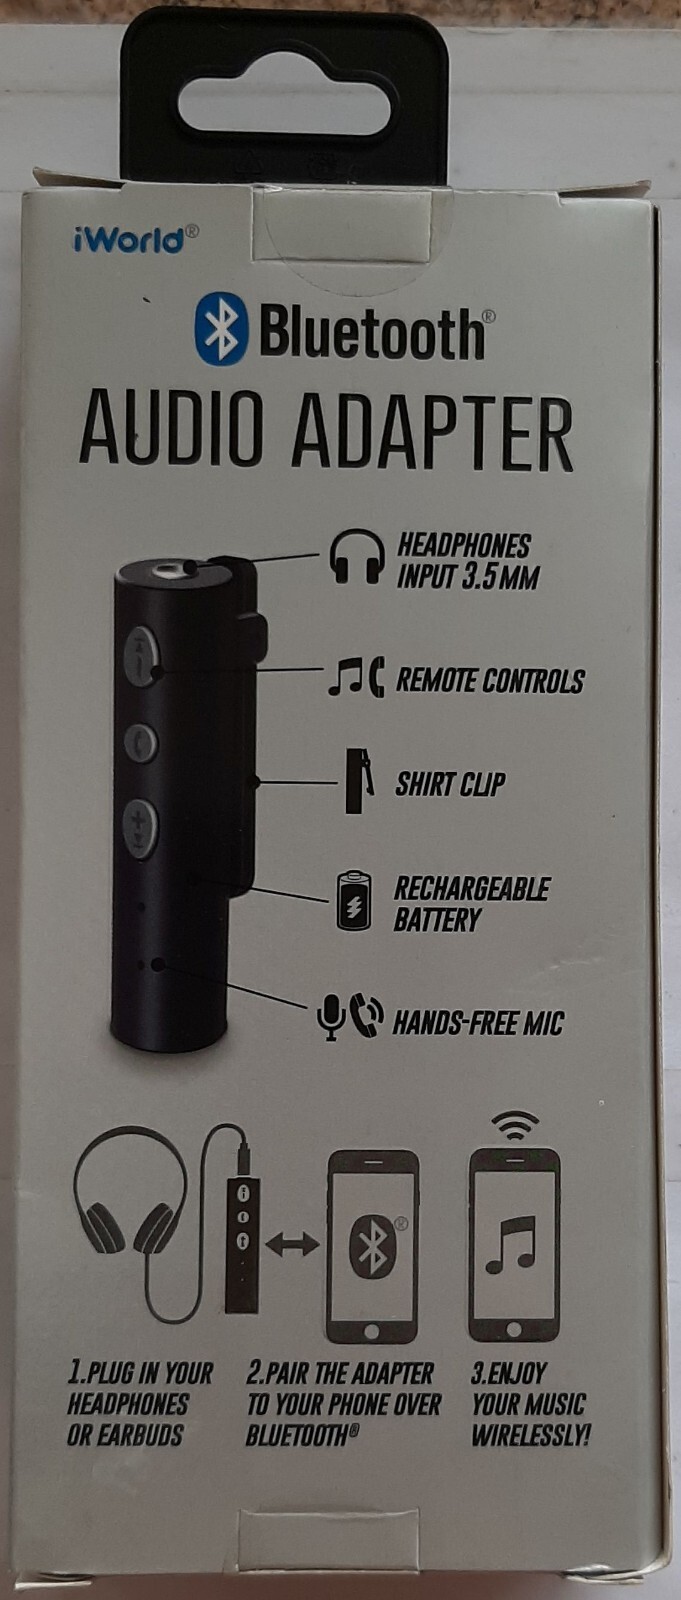 iWorld®
Bluetooth®
AUDIO ADAPTER
HEADPHONES
INPUT 3.5MM
REMOTE CONTROLS
SHIRT CLIP
RECHARGEABLE
BATTERY
HANDS-FREE MIC
®
1.PLUG IN YOUR
HEADPHONES
OR EARBUDS
2.PAIR THE ADAPTER
TO YOUR PHONE OVER
BLUETOOTH®
3.ENJOY
YOUR MUSIC
WIRELESSLY!